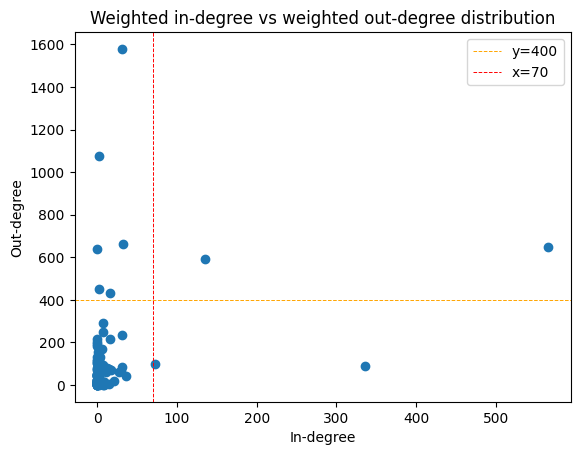 Weighted in-degree vs weighted out-degree distribution
y=400
x=70
1600
1400
1200
1000
800
600
400
200
0
Out-degree
0 100 200 300 400 500
In-degree